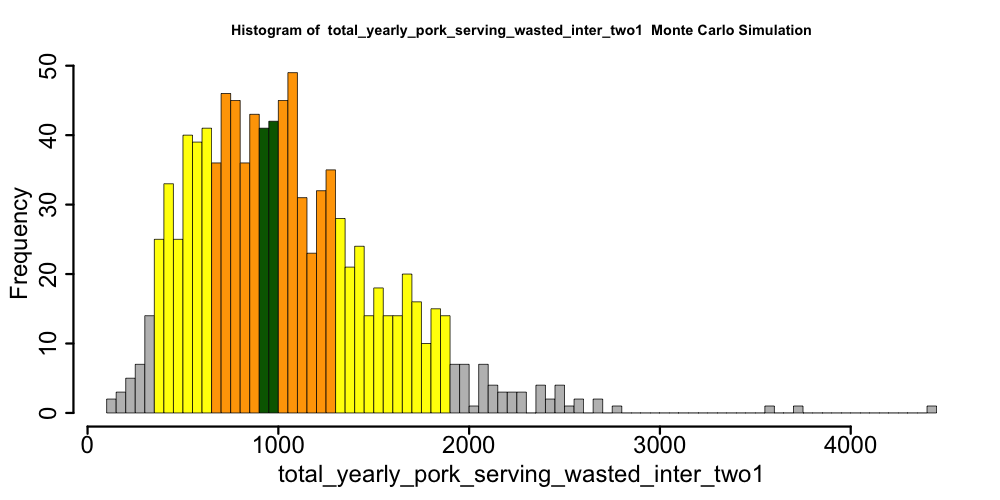 Histogram of  total_yearly_pork_serving_wasted_inter_two1  Monte Carlo Simulation
50
40
30
20
10
0
Frequency
0 1000 2000 3000 4000
total_yearly_pork_serving_wasted_inter_two1